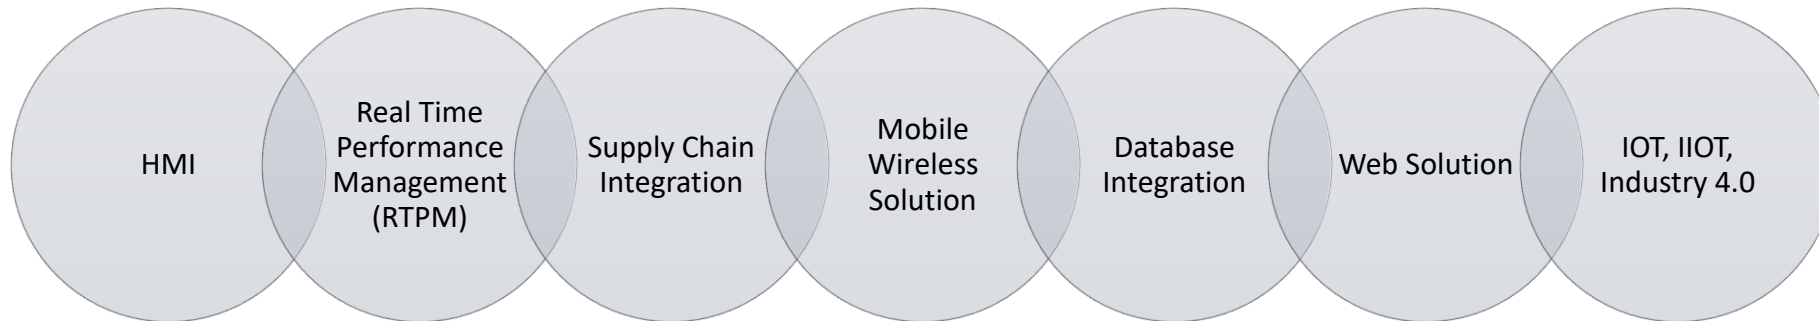 HMI
Real Time
Performance
Management
(RTPM)
Supply Chain
Integration
Mobile
Wireless
Solution
Database
Integration
Web Solution
IOT, IIOT,
Industry 4.0